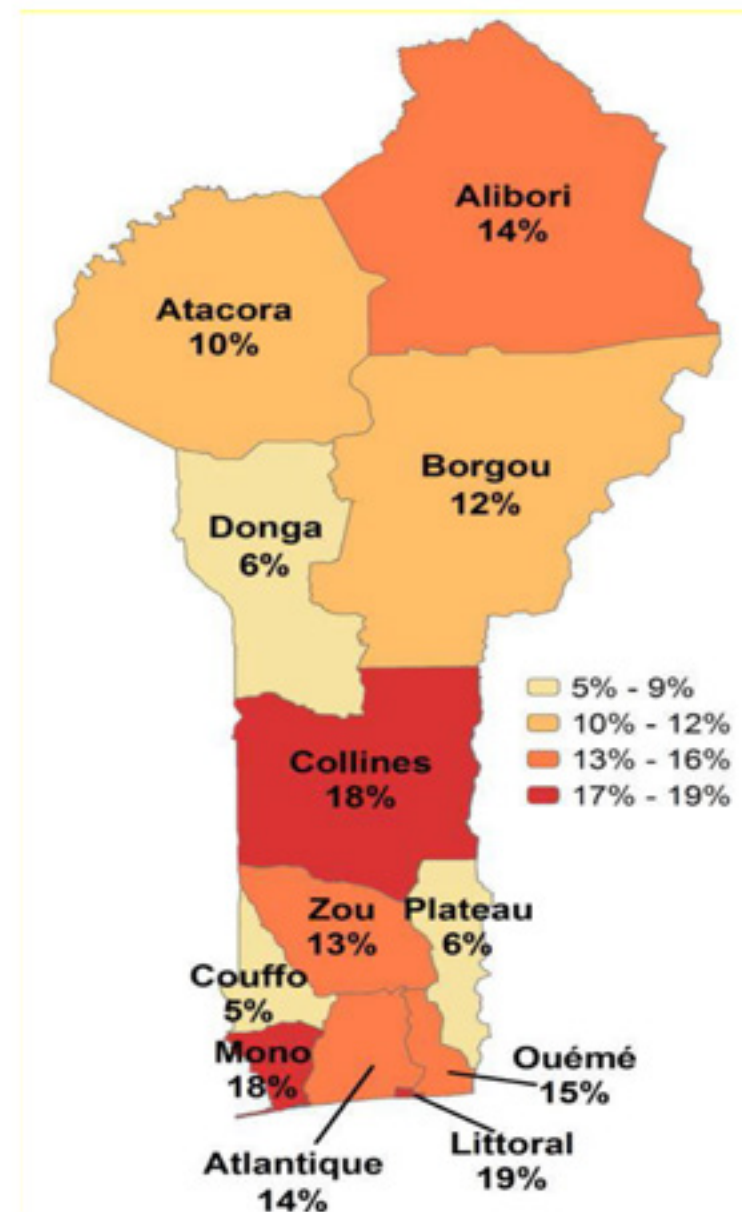 Alibori
14%
Atacora
10%
Borgou
12%
Donga
6%
5% - 9%
10% - 12%
13% - 16%
17% - 19%
Collines
18%
Zou
13%
Plateau
6%
Couffo
5%
Mono
18%
Ouémé
15%
Littoral
19%
Atlantique
14%